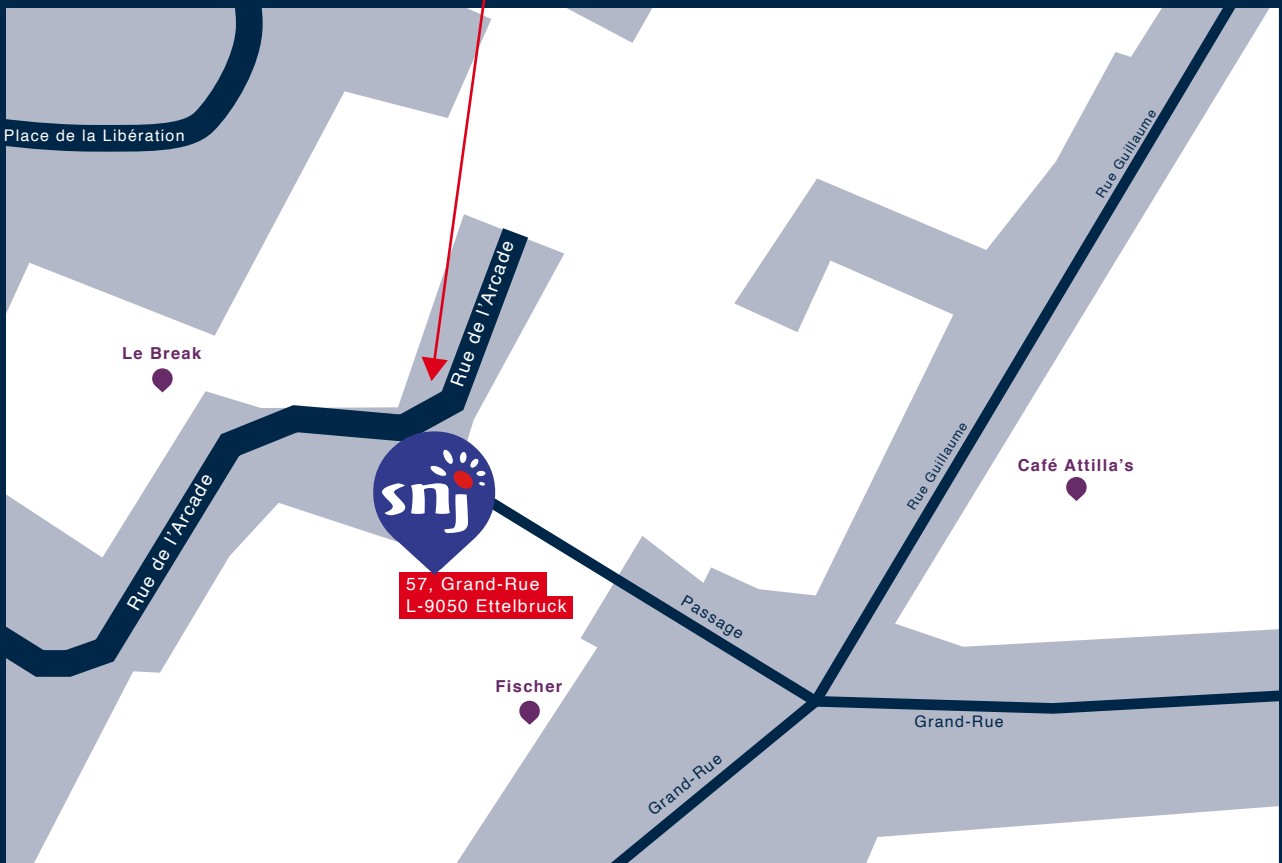 Place de la Libération
Rue Guillaume
Rue de l'Arcade
Le Break
Rue Guillaume
Café Attilla's
snj
Rue de l'Arcade
57, Grand-Rue
L-9050 Ettelbruck
Passage
Fischer
Grand-Rue
Grand-Rue